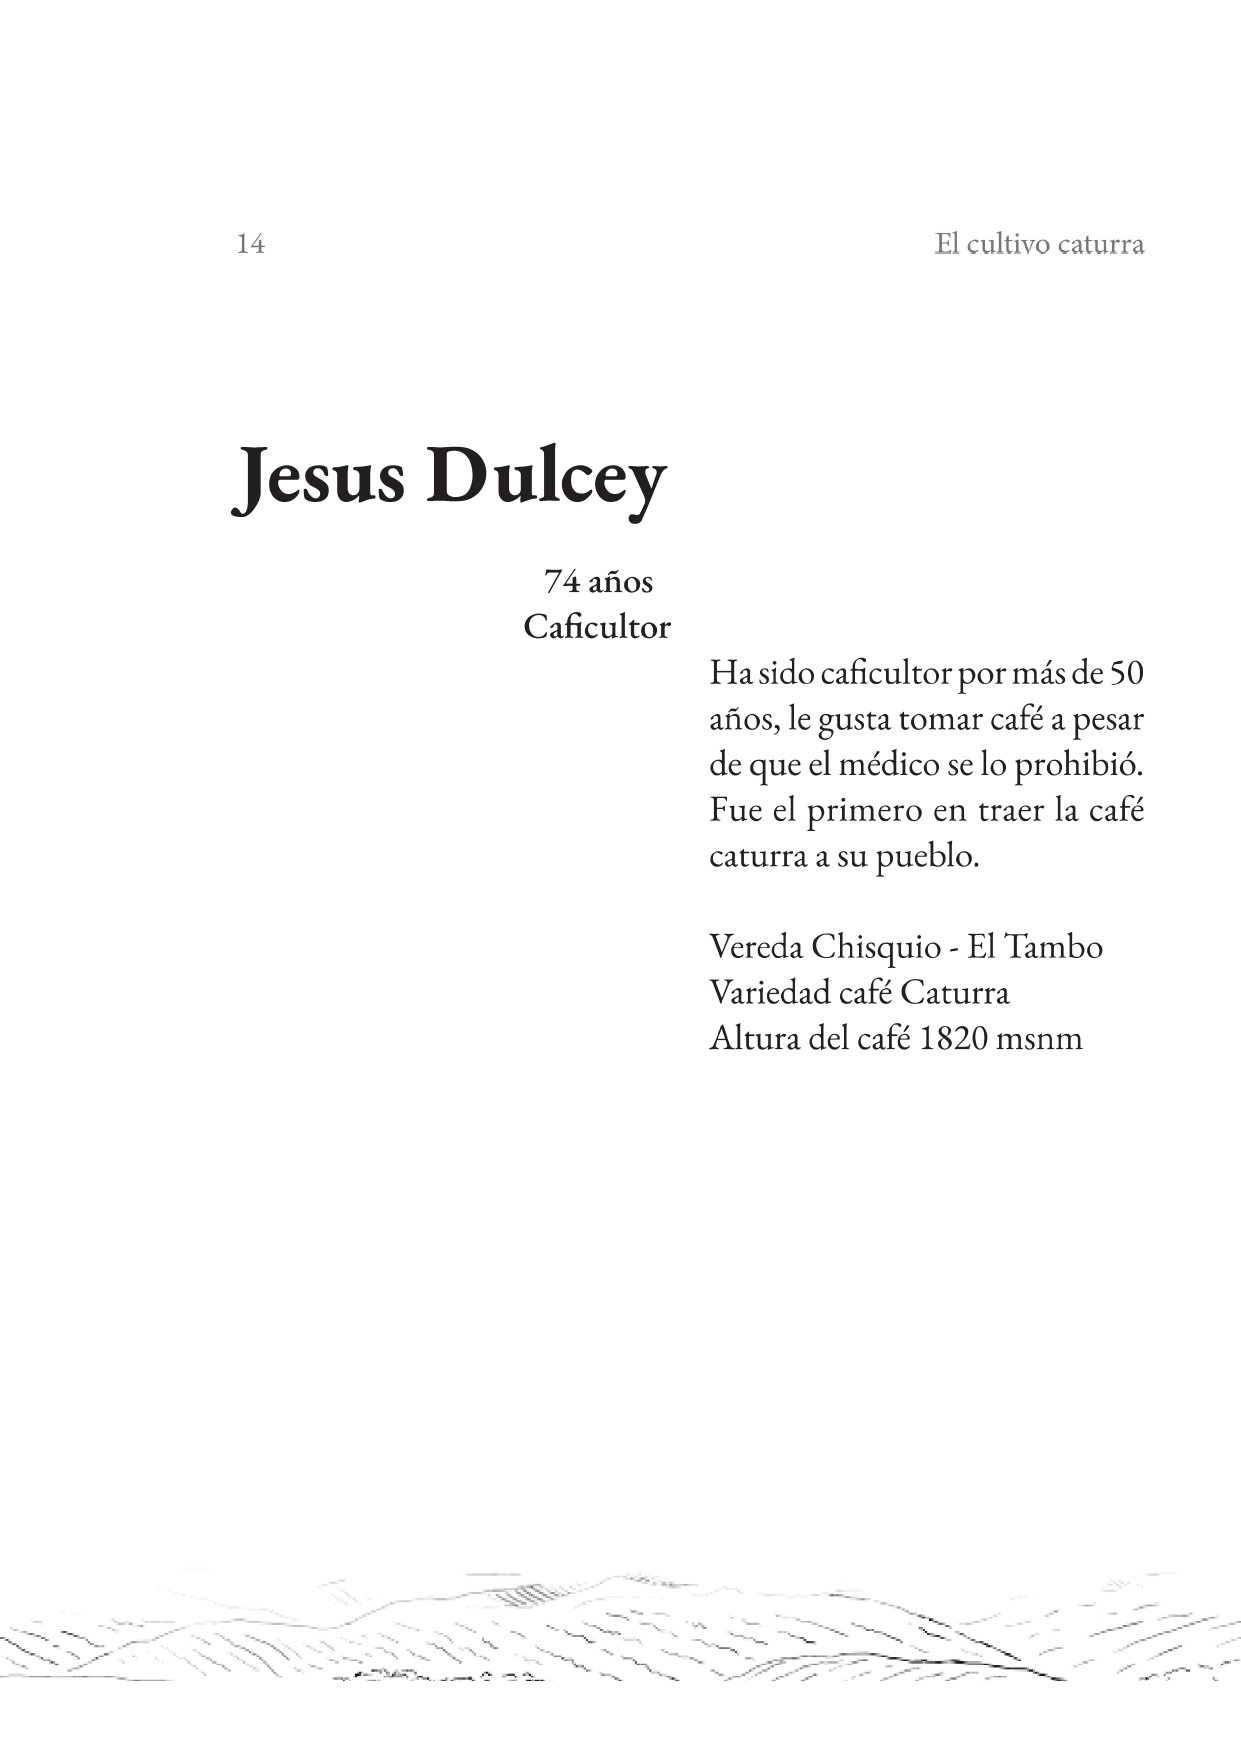 14
El cultivo caturra
Jesus Dulcey
74 años
Caficultor
Ha sido caficultor por más de 50
años, le gusta tomar café a pesar
de que el médico se lo prohibió.
Fue el primero en traer la café
caturra a su pueblo.
Vereda Chisquio - El Tambo
Variedad café Caturra
Altura del café 1820 msnm